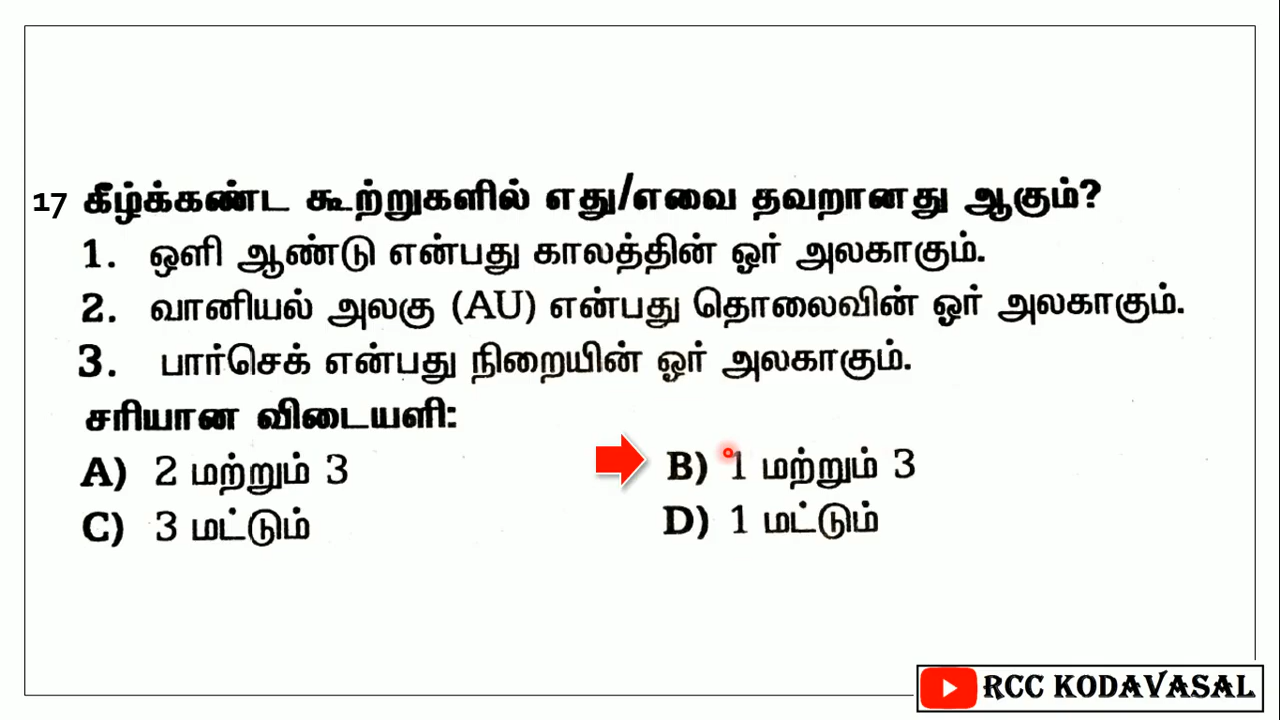 17 கீழ்க்கண்ட கூற்றுகளில் எது/எவை தவறானது ஆகும்?
1. ஒளி ஆண்டு என்பது காலத்தின் ஓர் அலகாகும்.
2. வானியல் அலகு (AU) என்பது தொலைவின் ஓர் அலகாகும்.
3. பார்செக் என்பது நிறையின் ஓர் அலகாகும்.
சரியான விடையளி:
A) 2 மற்றும் 3 B) 1 மற்றும் 3
C) 3 மட்டும் D) 1 மட்டும்
RCC KODAVASAL